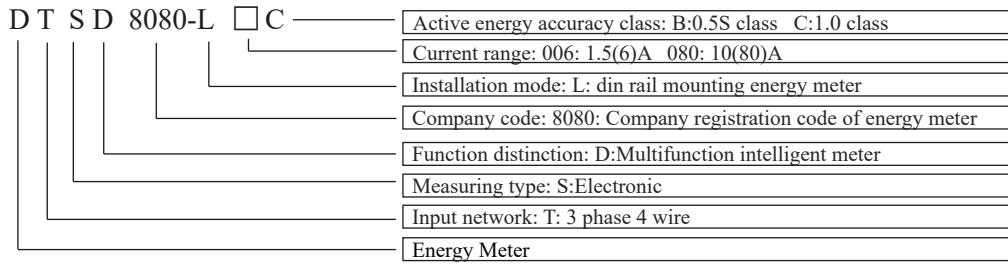 D T S D 8080-L □ C
Active energy accuracy class: B:0.5S class C:1.0 class
Current range: 006: 1.5(6)A 080: 10(80)A
Installation mode: L: din rail mounting energy meter
Company code: 8080: Company registration code of energy meter
Function distinction: D:Multifunction intelligent meter
Measuring type: S:Electronic
Input network: T: 3 phase 4 wire
Energy Meter